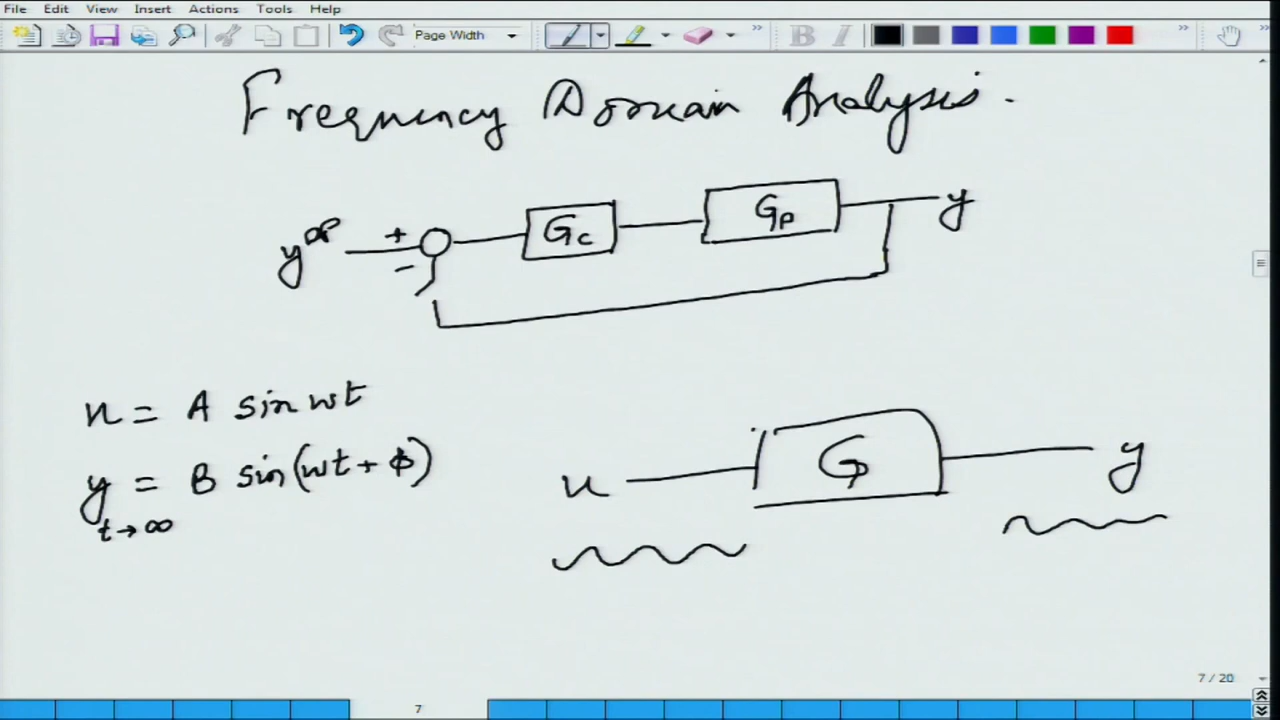 File Edit View Insert Actions Tools Help
Page Width
B I
Frequency Domain Analysis.
+ Gc Gp y
y^sp
−
u = A sin wt
y = B sin(wt + φ)
t→∞
u G y
7 / 20
7